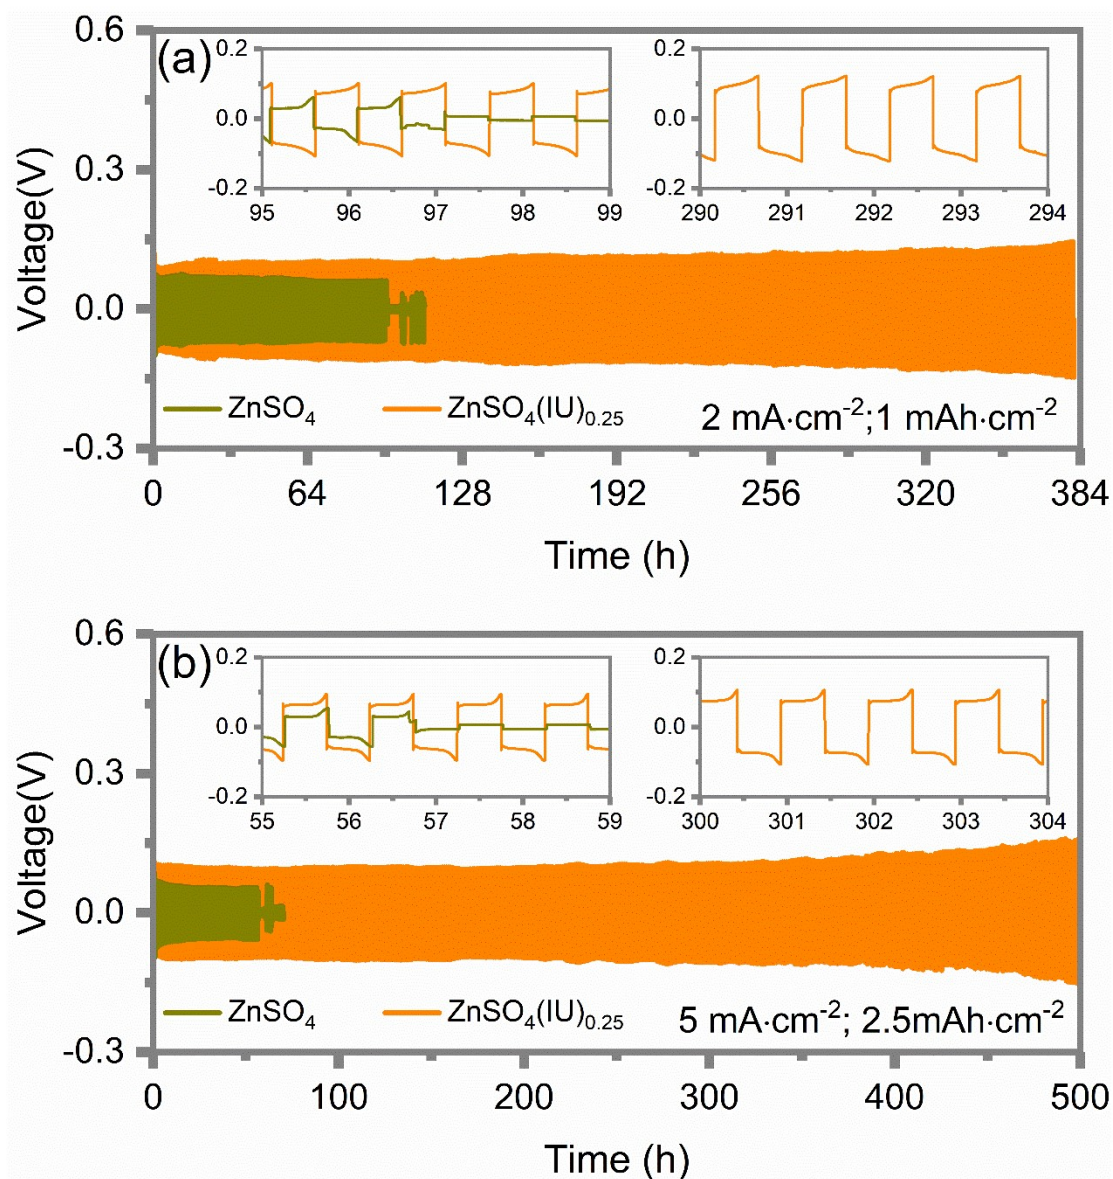 (a)
Voltage(V)
0.6
0.3
0.0
-0.3
0.2
0.0
-0.2
95 96 97 98 99
0.2
0.0
-0.2
290 291 292 293 294
ZnSO₄ ZnSO₄(IU)₀.₂₅ 2 mA·cm⁻²;1 mAh·cm⁻²
0 64 128 192 256 320 384
Time (h)
(b)
Voltage(V)
0.6
0.3
0.0
-0.3
0.2
0.0
-0.2
55 56 57 58 59
0.2
0.0
-0.2
300 301 302 303 304
ZnSO₄ ZnSO₄(IU)₀.₂₅ 5 mA·cm⁻²; 2.5mAh·cm⁻²
0 100 200 300 400 500
Time (h)